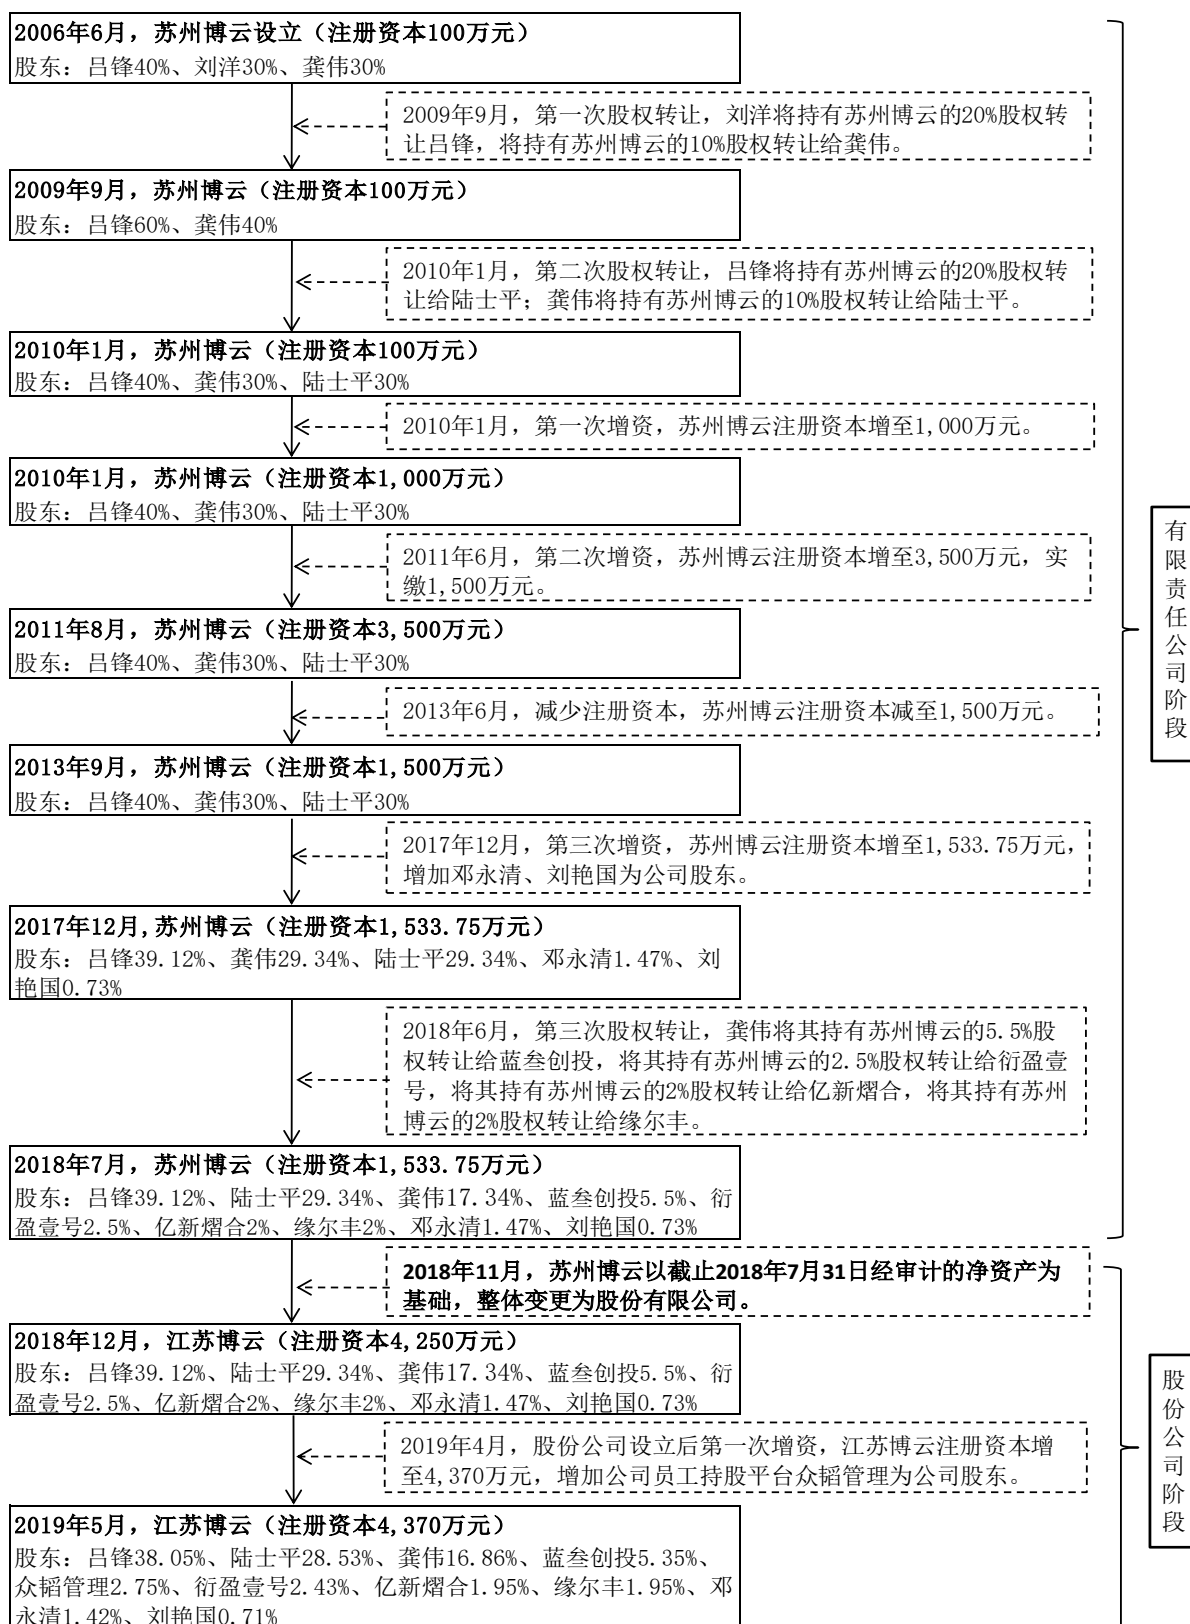 2006年6月，苏州博云设立（注册资本100万元）
股东：吕锋40%、刘洋30%、龚伟30%
2009年9月，第一次股权转让，刘洋将持有苏州博云的20%股权转
让吕锋，将持有苏州博云的10%股权转让给龚伟。
2009年9月，苏州博云（注册资本100万元）
股东：吕锋60%、龚伟40%
2010年1月，第二次股权转让，吕锋将持有苏州博云的20%股权转
让给陆士平；龚伟将持有苏州博云的10%股权转让给陆士平。
2010年1月，苏州博云（注册资本100万元）
股东：吕锋40%、龚伟30%、陆士平30%
2010年1月，第一次增资，苏州博云注册资本增至1,000万元。
2010年1月，苏州博云（注册资本1,000万元）
股东：吕锋40%、龚伟30%、陆士平30%
2011年6月，第二次增资，苏州博云注册资本增至3,500万元，实
缴1,500万元。
2011年8月，苏州博云（注册资本3,500万元）
股东：吕锋40%、龚伟30%、陆士平30%
2013年6月，减少注册资本，苏州博云注册资本减至1,500万元。
2013年9月，苏州博云（注册资本1,500万元）
股东：吕锋40%、龚伟30%、陆士平30%
2017年12月，第三次增资，苏州博云注册资本增至1,533.75万元，
增加邓永清、刘艳国为公司股东。
2017年12月,苏州博云（注册资本1,533.75万元）
股东：吕锋39.12%、龚伟29.34%、陆士平29.34%、邓永清1.47%、刘
艳国0.73%
2018年6月，第三次股权转让，龚伟将其持有苏州博云的5.5%股
权转让给蓝叁创投，将其持有苏州博云的2.5%股权转让给衍盈壹
号，将其持有苏州博云的2%股权转让给亿新熠合，将其持有苏州
博云的2%股权转让给缘尔丰。
2018年7月，苏州博云（注册资本1,533.75万元）
股东：吕锋39.12%、陆士平29.34%、龚伟17.34%、蓝叁创投5.5%、衍
盈壹号2.5%、亿新熠合2%、缘尔丰2%、邓永清1.47%、刘艳国0.73%
有限责任公司阶段
2018年11月，苏州博云以截止2018年7月31日经审计的净资产为
基础，整体变更为股份有限公司。
2018年12月，江苏博云（注册资本4,250万元）
股东：吕锋39.12%、陆士平29.34%、龚伟17.34%、蓝叁创投5.5%、衍
盈壹号2.5%、亿新熠合2%、缘尔丰2%、邓永清1.47%、刘艳国0.73%
2019年4月，股份公司设立后第一次增资，江苏博云注册资本增
至4,370万元，增加公司员工持股平台众韬管理为公司股东。
2019年5月，江苏博云（注册资本4,370万元）
股东：吕锋38.05%、陆士平28.53%、龚伟16.86%、蓝叁创投5.35%、
众韬管理2.75%、衍盈壹号2.43%、亿新熠合1.95%、缘尔丰1.95%、邓
永清1.42%、刘艳国0.71%
股份公司阶段